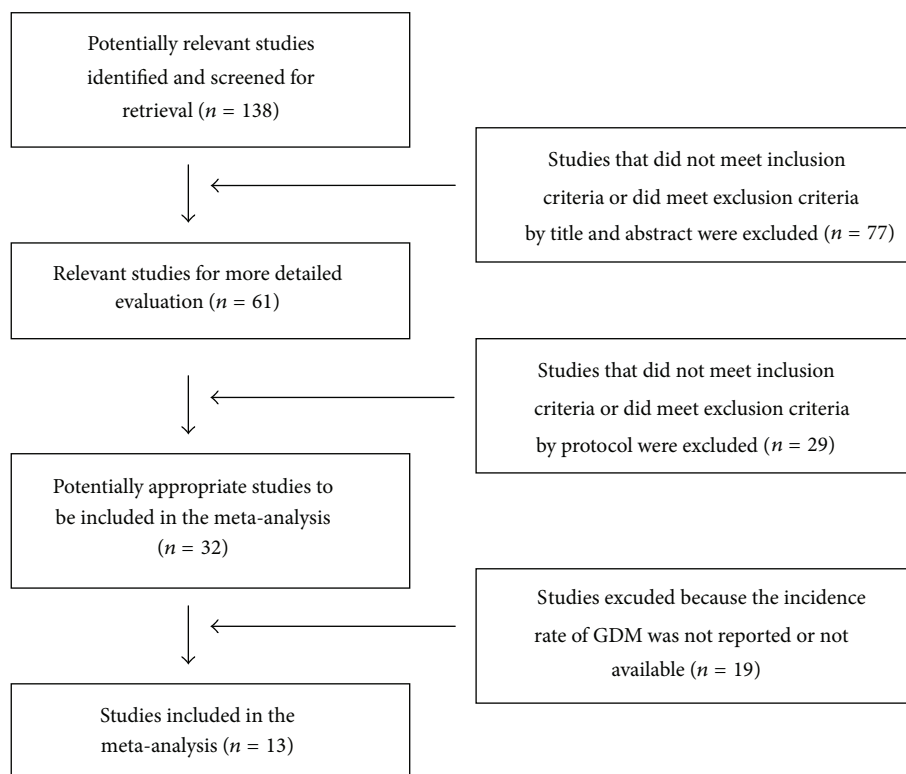 Potentially relevant studies
identified and screened for
retrieval (n = 138)
Studies that did not meet inclusion
criteria or did meet exclusion criteria
by title and abstract were excluded (n = 77)
Relevant studies for more detailed
evaluation (n = 61)
Studies that did not meet inclusion
criteria or did meet exclusion criteria
by protocol were excluded (n = 29)
Potentially appropriate studies to
be included in the meta-analysis
(n = 32)
Studies excuded because the incidence
rate of GDM was not reported or not
available (n = 19)
Studies included in the
meta-analysis (n = 13)